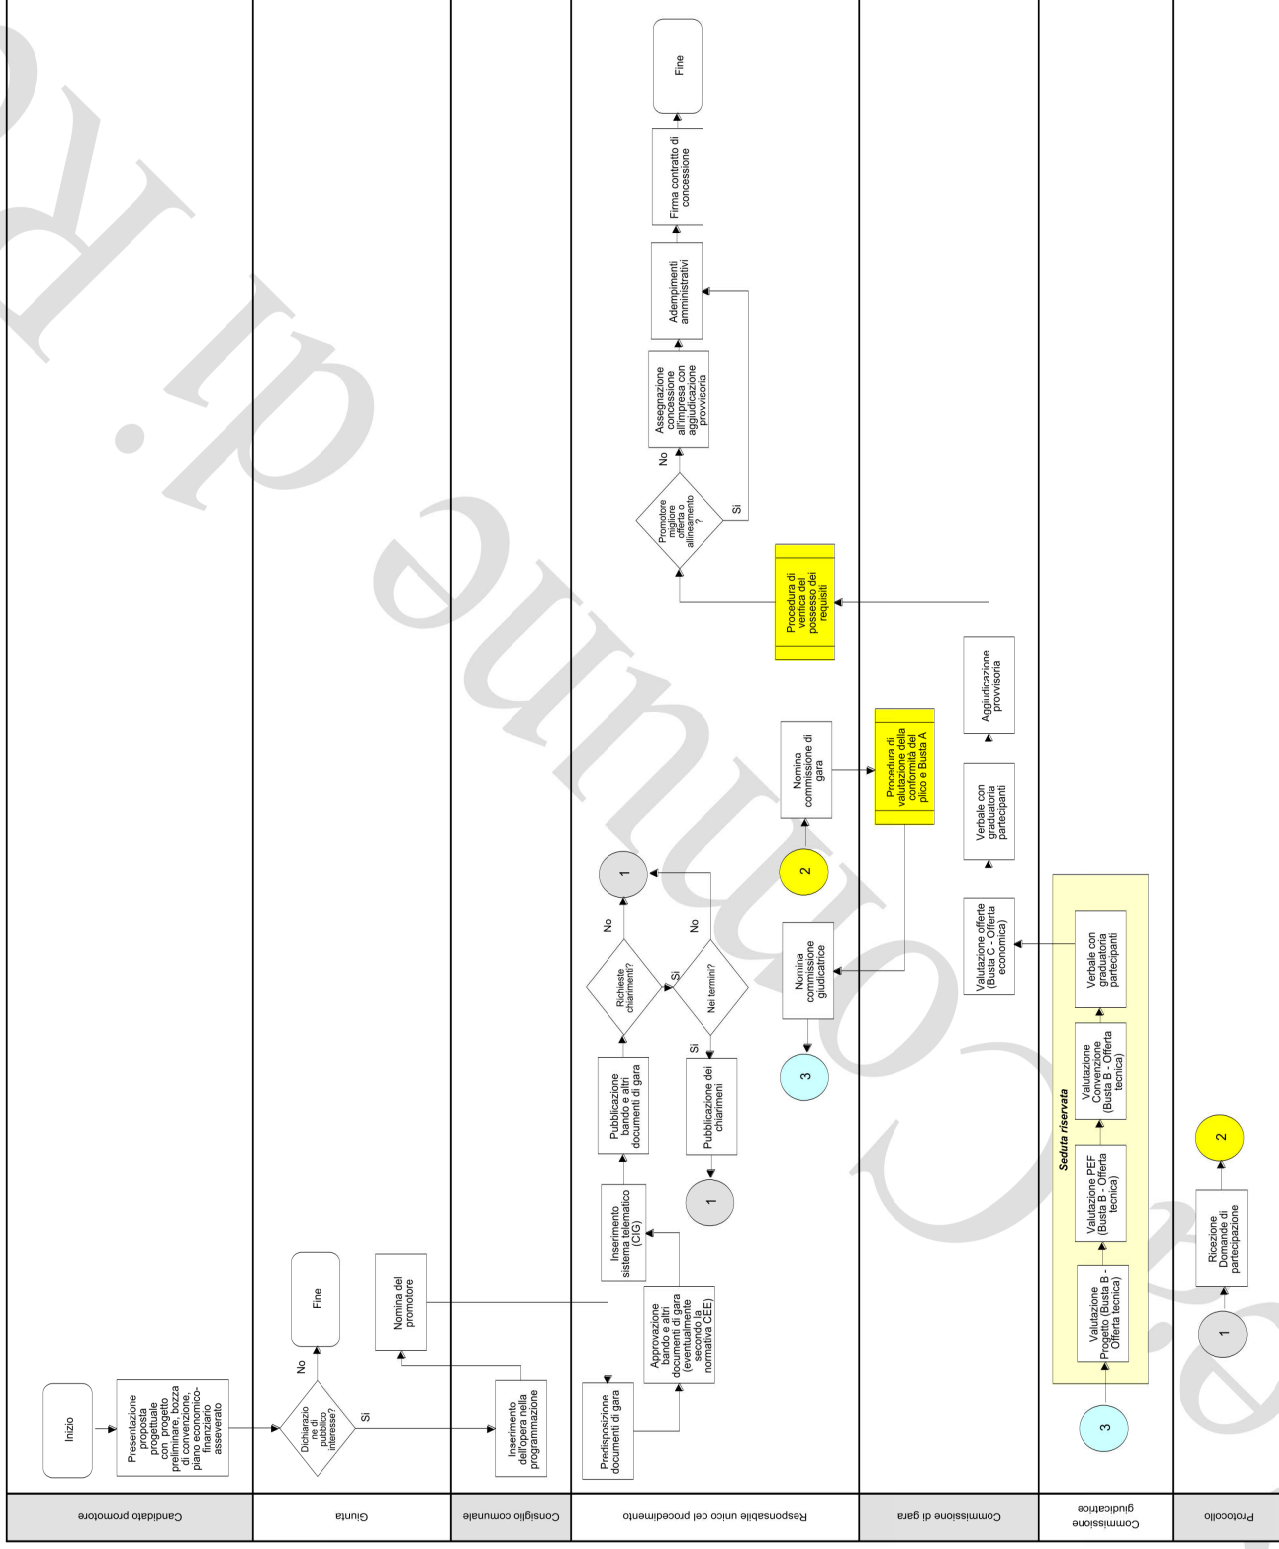 Candidato promotore
Inizio
Presentazione
proposta
progettuale
con progetto
preliminare, bozza
di convenzione,
piano economico-
finanziario
asseverato
Giunta
Dichiarazio
ne di
pubblico
interesse?
No
Si
Fine
Nomina del
promotore
Consiglio comunale
Inserimento
dell'opera nella
programmazione
Responsabile unico cel procedimento
Predisposizione
documenti di gara
Approvazione
bando e altri
documenti di gara
(eventualmente
secondo la
normativa CEE)
Inserimento
sistema telematico
(CIG)
Pubblicazione
bando e altri
documenti di gara
Richieste
chiarimenti?
No
Si
1
Nei termini?
No
Si
Pubblicazione dei
chiarimeni
1
2
Nomina
commissione di
gara
Nomina
commissione
giudicatrice
3
Procedura di
verifica del
possesso dei
requisiti
Promotore
migliore
offerta o
allineamento
?
No
Si
Assegnazione
concessione
all'impresa con
aggiudicazione
provvisoria
Adempimenti
amministrativi
Firma contratto di
concessione
Fine
Commissione di gara
Procedura di
valutazione della
conformità del
plico e Busta A
Valutazione offerte
(Busta C - Offerta
economica)
Verbale con
graduatoria
partecipanti
Aggiudicazione
provvisoria
Commissione
giudicatrice
Seduta riservata
3
Valutazione
Progetto (Busta B -
Offerta tecnica)
Valutazione PEF
(Busta B - Offerta
tecnica)
Valutazione
Convenzione
(Busta B - Offerta
tecnica)
Verbale con
graduatoria
partecipanti
Protocollo
1
Ricezione
Domande di
partecipazione
2
Comune di